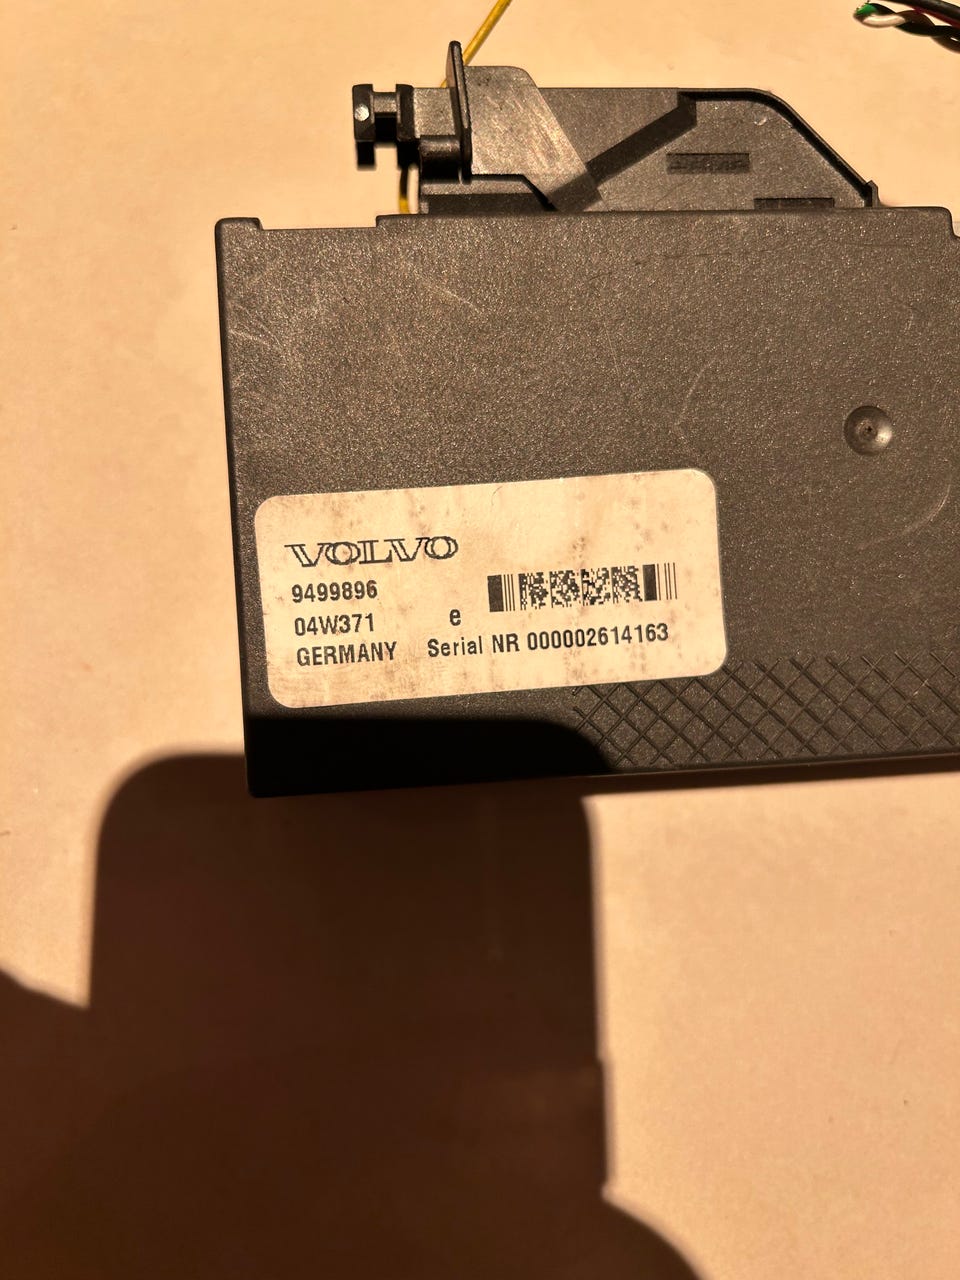 VOLVO
9499896
04W371 e
GERMANY Serial NR 000002614163